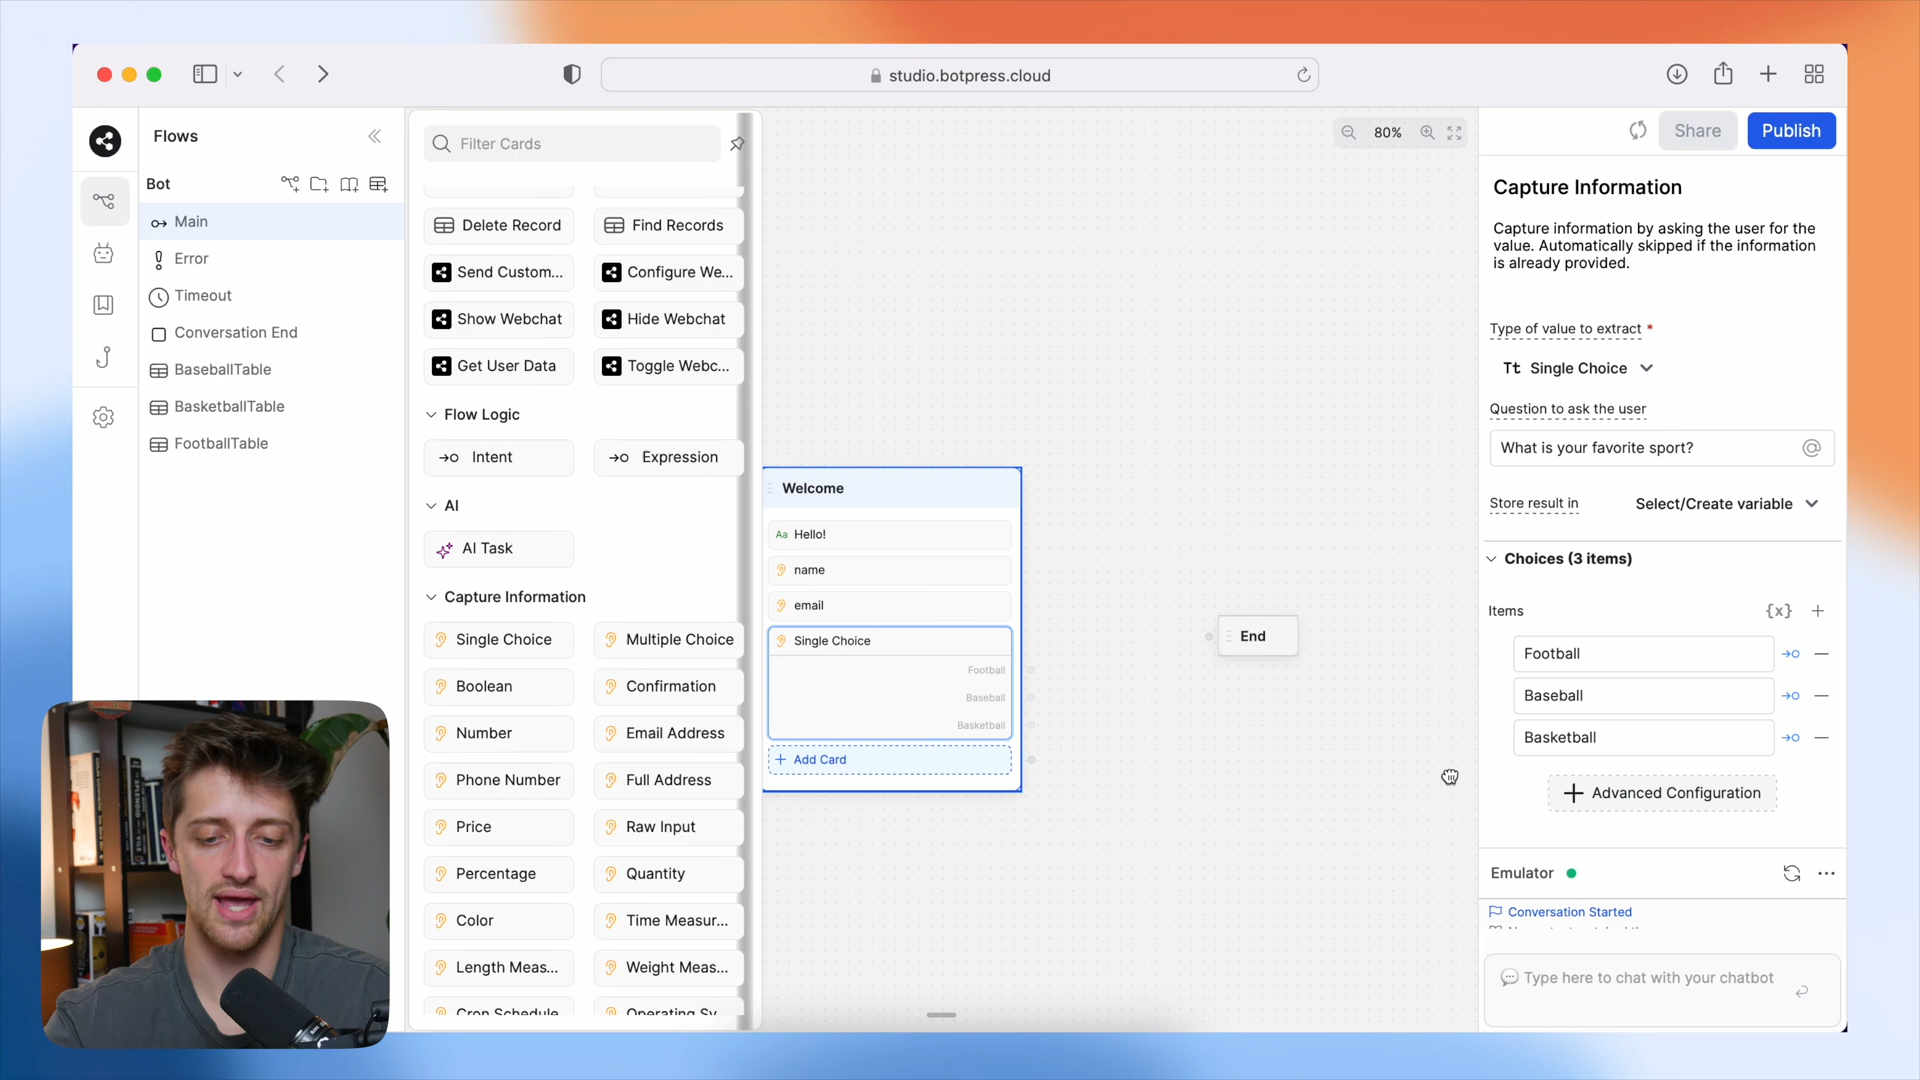 studio.botpress.cloud
Flows
Bot
Main
Error
Timeout
Conversation End
BaseballTable
BasketballTable
FootballTable
Filter Cards
Delete Record
Find Records
Send Custom...
Configure We...
Show Webchat
Hide Webchat
Get User Data
Toggle Webc...
Flow Logic
Intent
Expression
AI
AI Task
Capture Information
Single Choice
Multiple Choice
Boolean
Confirmation
Number
Email Address
Phone Number
Full Address
Price
Raw Input
Percentage
Quantity
Color
Time Measur...
Length Meas...
Weight Meas...
Cron Schedule
Operating Sy...
80%
Welcome
Aa Hello!
name
email
Single Choice
Football
Baseball
Basketball
+ Add Card
End
Share
Publish
Capture Information
Capture information by asking the user for the
value. Automatically skipped if the information
is already provided.
Type of value to extract *
Tt Single Choice
Question to ask the user
What is your favorite sport?
@
Store result in
Select/Create variable
Choices (3 items)
Items
{x}
Football
Baseball
Basketball
Advanced Configuration
Emulator
Conversation Started
Type here to chat with your chatbot